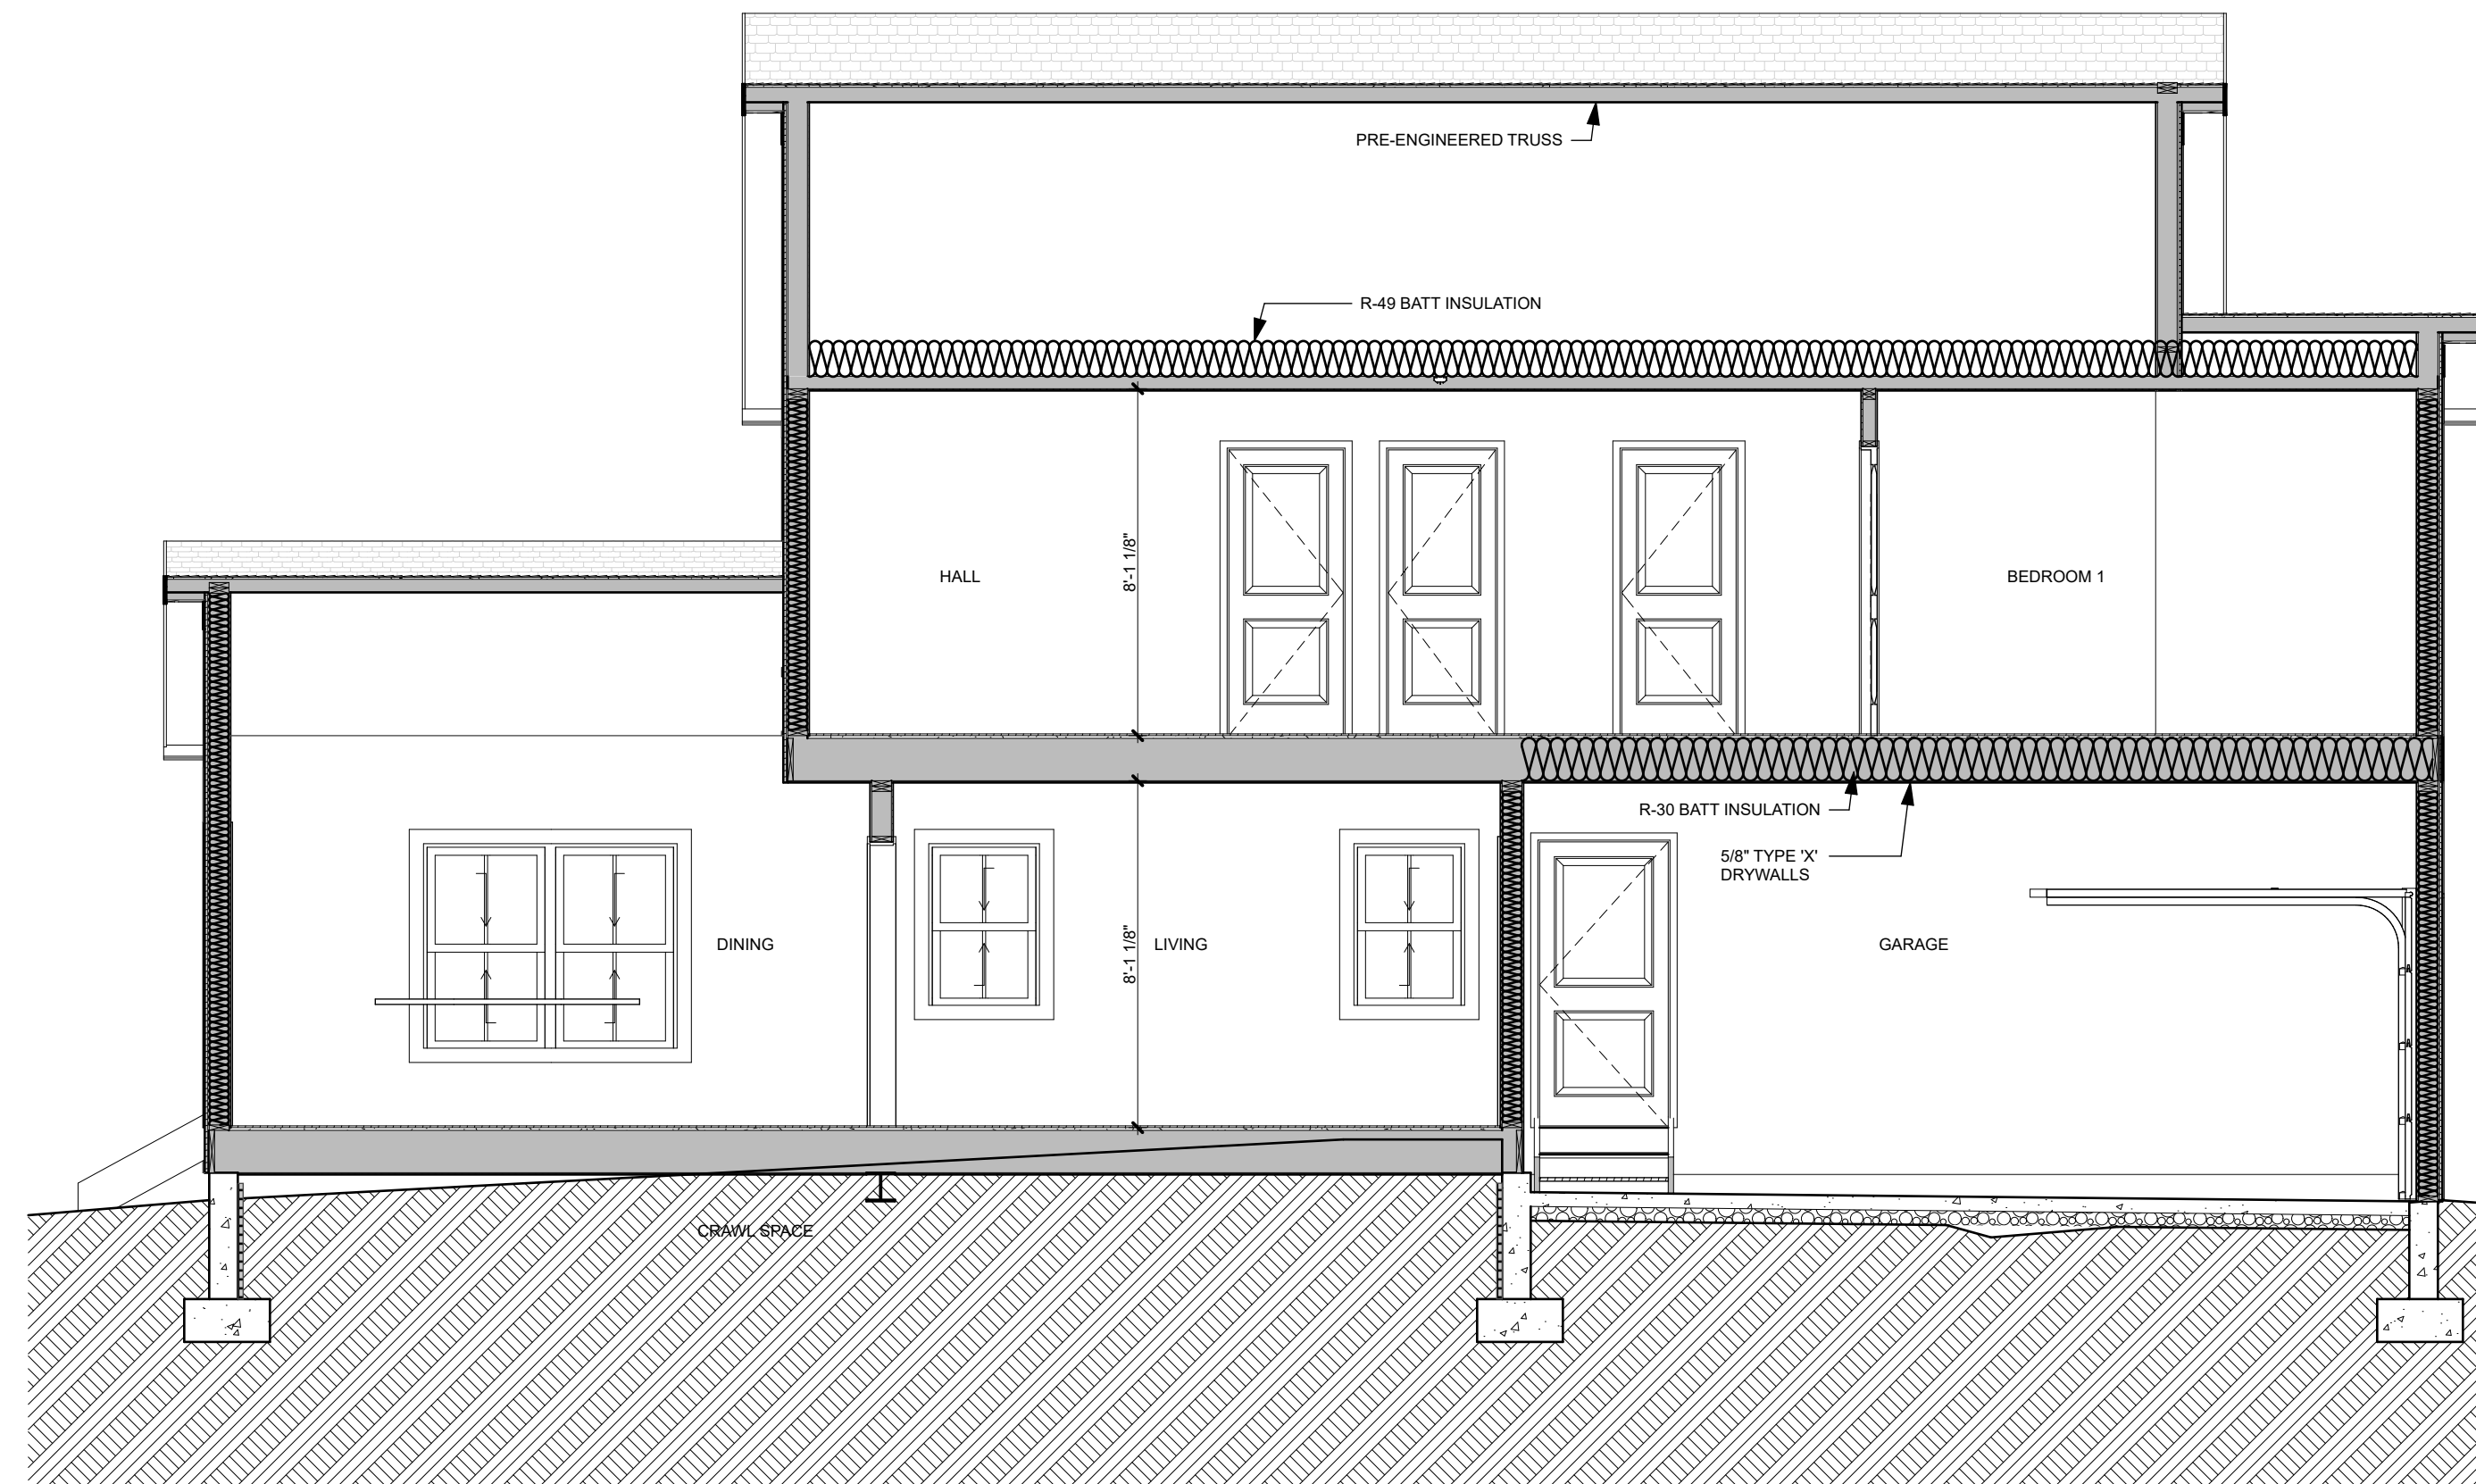 PRE-ENGINEERED TRUSS
R-49 BATT INSULATION
HALL
8'-1 1/8"
BEDROOM 1
R-30 BATT INSULATION
5/8" TYPE 'X'
DRYWALLS
DINING
8'-1 1/8"
LIVING
GARAGE
CRAWL SPACE